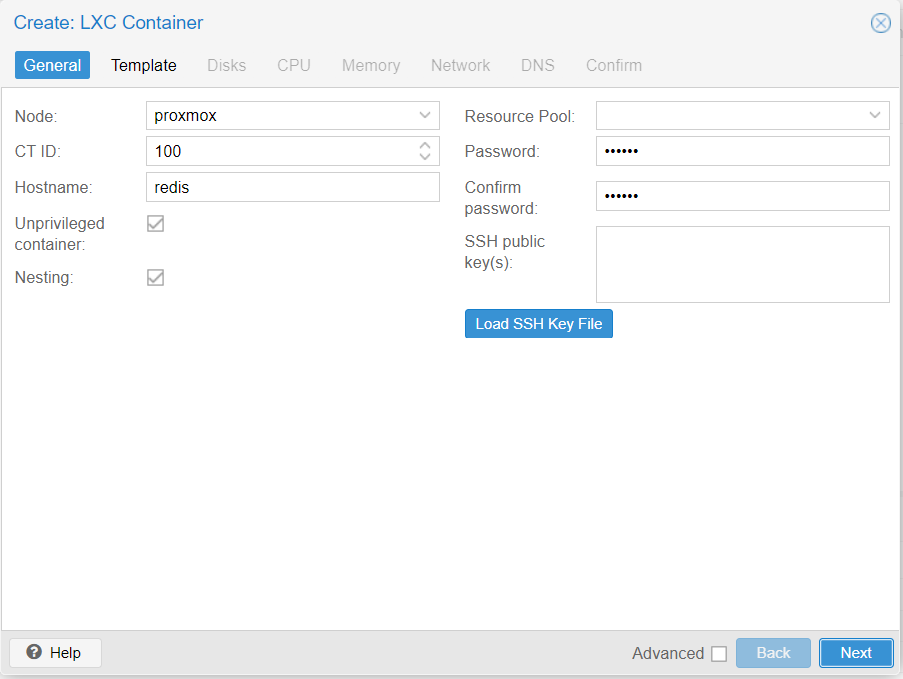 Create: LXC Container
General Template Disks CPU Memory Network DNS Confirm
Node: proxmox
CT ID: 100
Hostname: redis
Unprivileged
container:
Nesting:
Resource Pool:
Password: ••••••
Confirm
password: ••••••
SSH public
key(s):
Load SSH Key File
Help
Advanced Back Next